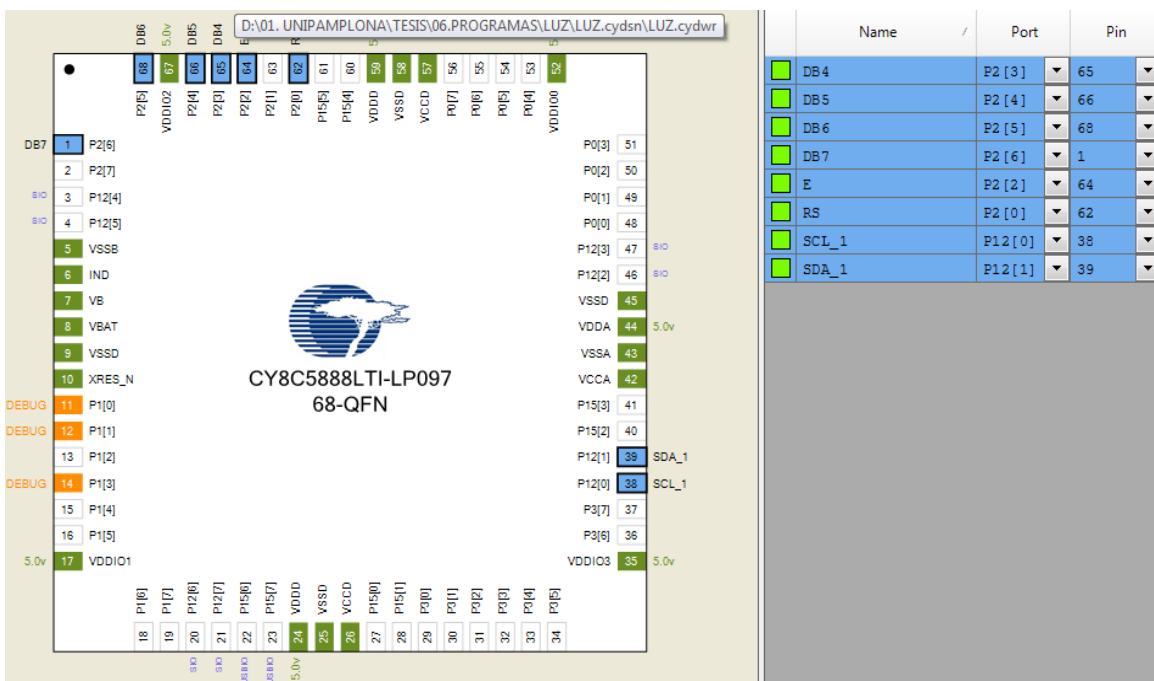 D:\01. UNIPAMPLONA\TESIS\06.PROGRAMAS\LUZ\LUZ.cydsn\LUZ.cydwr
DB6 5.0v DB5 DB4
68 67 66 65 64 63 62 61 60 59 58 57 56 55 54 53 52
P2[5] VDDIO2 P2[4] P2[3] P2[2] P2[1] P2[0] P15[5] P15[4] VDDD VSSD VCCD P0[7] P0[6] P0[5] P0[4] VDDIO0
DB7 1 P2[6]
2 P2[7]
SIO 3 P12[4]
SIO 4 P12[5]
5 VSSB
6 IND
7 VB
8 VBAT
9 VSSD
10 XRES_N
DEBUG 11 P1[0]
DEBUG 12 P1[1]
13 P1[2]
DEBUG 14 P1[3]
15 P1[4]
16 P1[5]
5.0v 17 VDDIO1
CY8C5888LTI-LP097
68-QFN
P0[3] 51
P0[2] 50
P0[1] 49
P0[0] 48
P12[3] 47 SIO
P12[2] 46 SIO
VSSD 45
VDDA 44 5.0v
VSSA 43
VCCA 42
P15[3] 41
P15[2] 40
P12[1] 39 SDA_1
P12[0] 38 SCL_1
P3[7] 37
P3[6] 36
VDDIO3 35 5.0v
P1[6] P1[7] P12[6] P12[7] P15[6] P15[7] VDDD VSSD VCCD P15[0] P15[1] P3[0] P3[1] P3[2] P3[3] P3[4] P3[5]
18 19 20 21 22 23 24 25 26 27 28 29 30 31 32 33 34
SIO SIO USBIO USBIO 5.0v
Name / Port Pin
DB4 P2[3] 65
DB5 P2[4] 66
DB6 P2[5] 68
DB7 P2[6] 1
E P2[2] 64
RS P2[0] 62
SCL_1 P12[0] 38
SDA_1 P12[1] 39